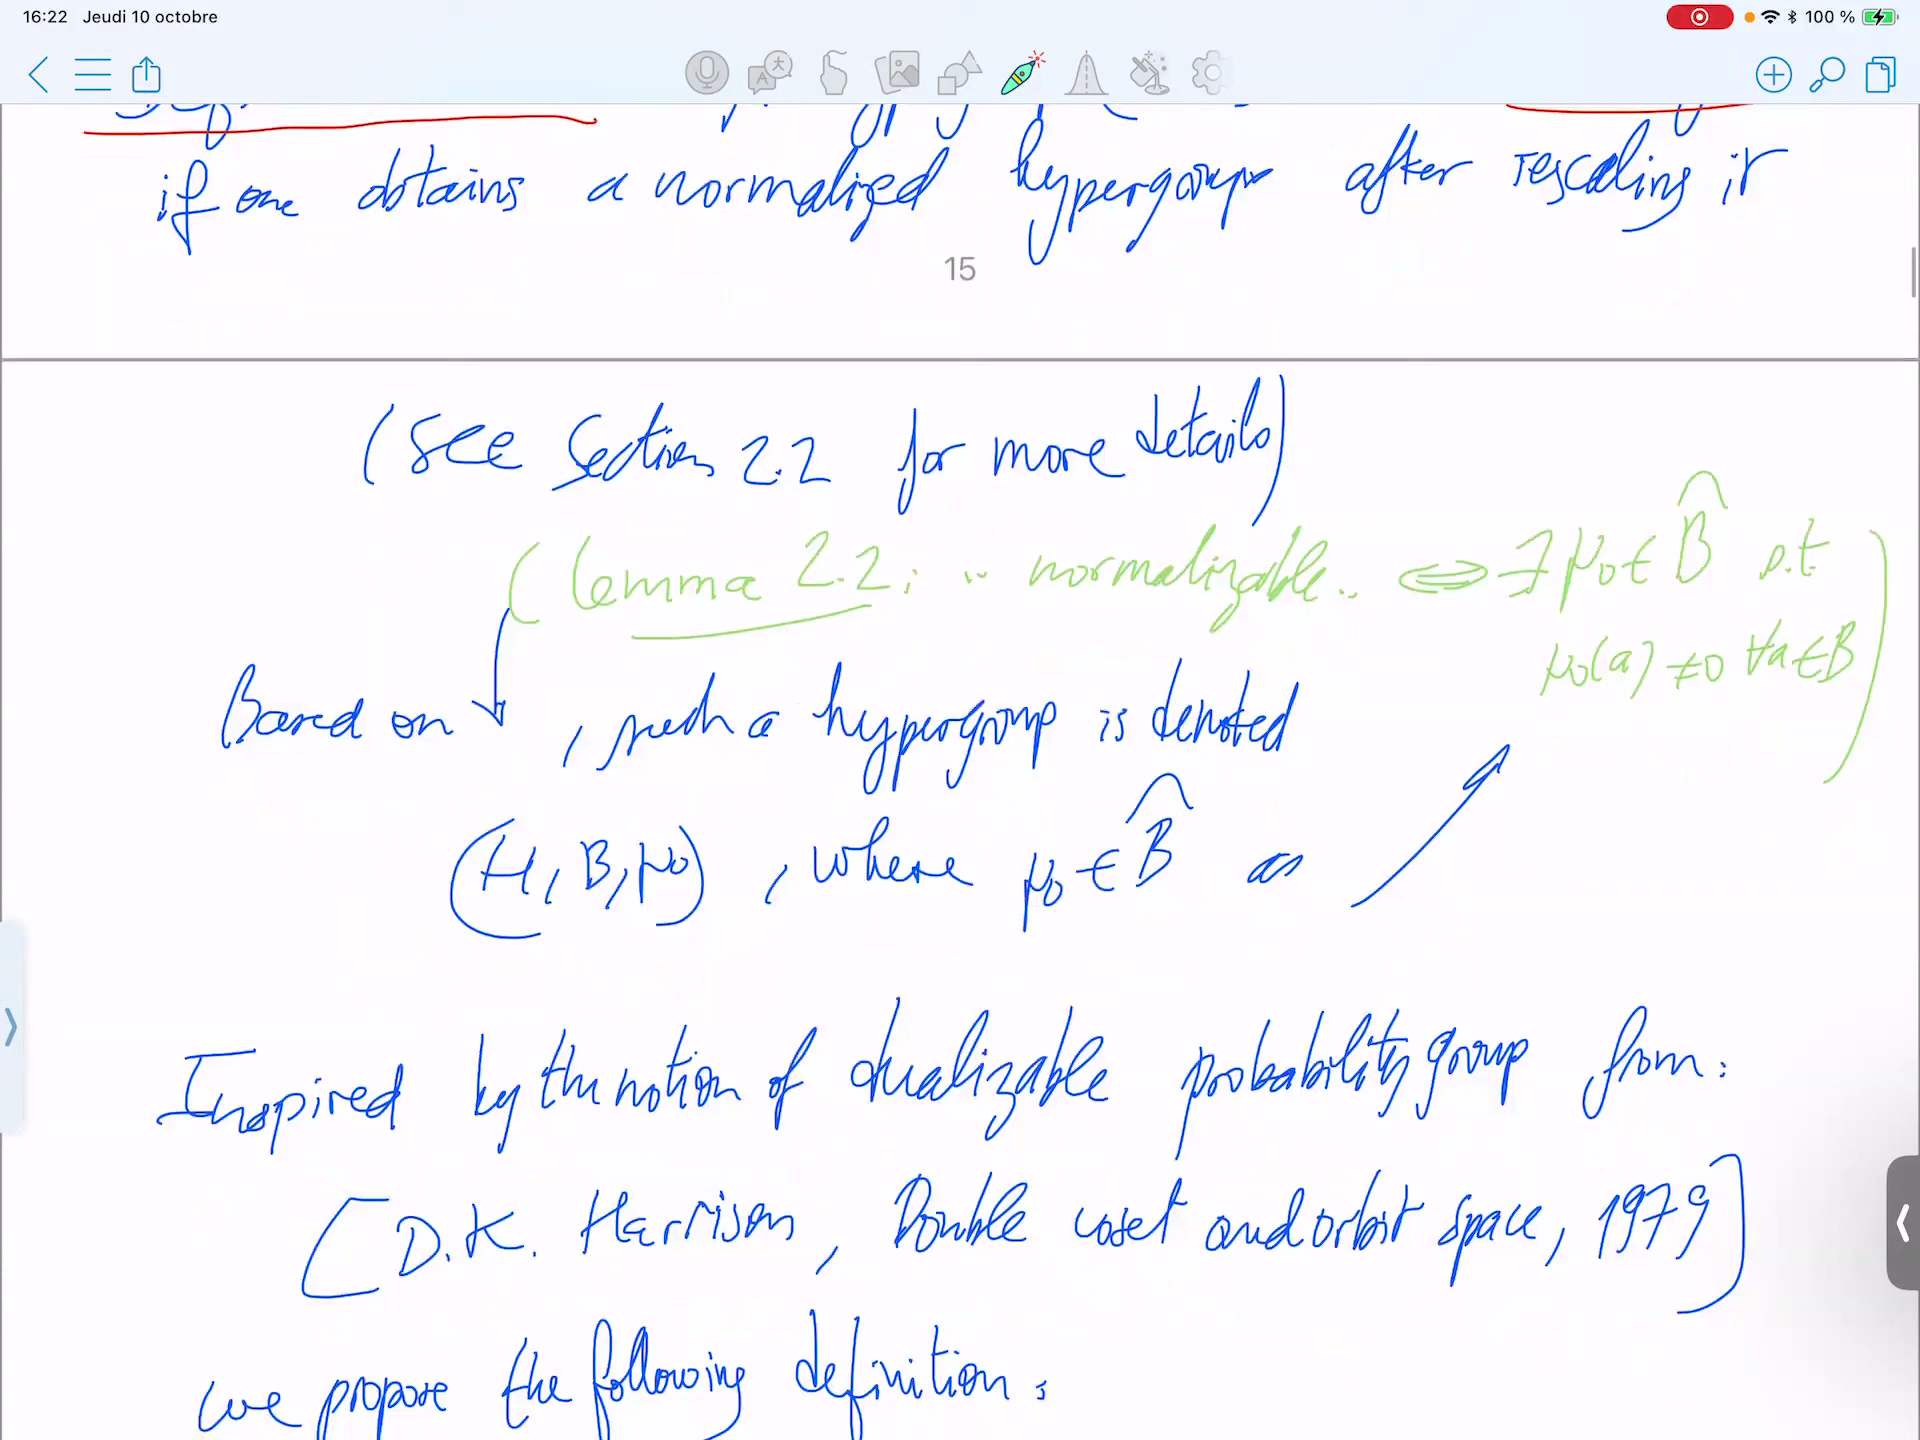 16:22 Jeudi 10 octobre 100 %
if one obtains a normalized hypergroup after rescaling it
15
(see Section 2.2 for more details)
(Lemma 2.2: ".. normalizable.. ⟺ ∃ μ₀ ∈ B̂ s.t
μ₀(a) ≠ 0 ∀a ∈ B)
Based on ↓, such a hypergroup is denoted
(H, B, μ₀), where μ₀ ∈ B̂ as ↗
Inspired by the notion of dualizable probability group from:
[D.K. Harrison, Double coset and orbit space, 1979]
we propose the following definition: